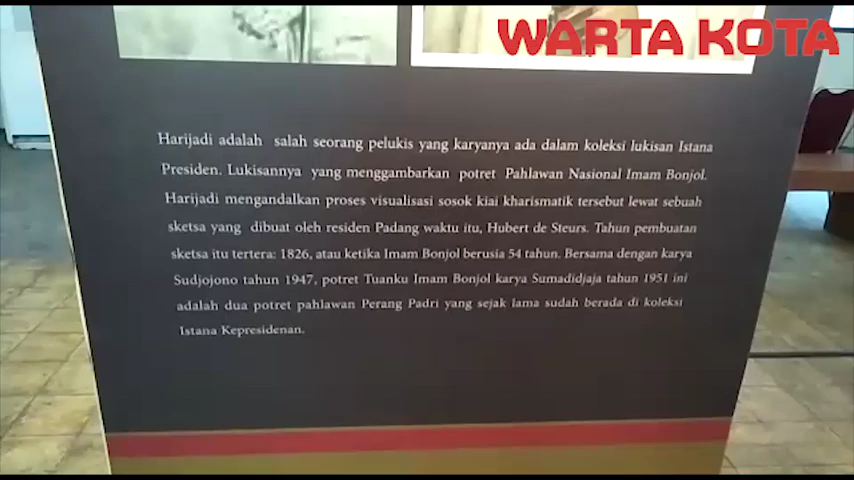 WARTA KOTA
Harijadi adalah salah seorang pelukis yang karyanya ada dalam koleksi lukisan Istana
Presiden. Lukisannya yang menggambarkan potret Pahlawan Nasional Imam Bonjol.
Harijadi mengandalkan proses visualisasi sosok kiai kharismatik tersebut lewat sebuah
sketsa yang dibuat oleh residen Padang waktu itu, Hubert de Steurs. Tahun pembuatan
sketsa itu tertera: 1826, atau ketika Imam Bonjol berusia 54 tahun. Bersama dengan karya
Sudjojono tahun 1947, potret Tuanku Imam Bonjol karya Sumadidjaja tahun 1951 ini
adalah dua potret pahlawan Perang Padri yang sejak lama sudah berada di koleksi
Istana Kepresidenan.